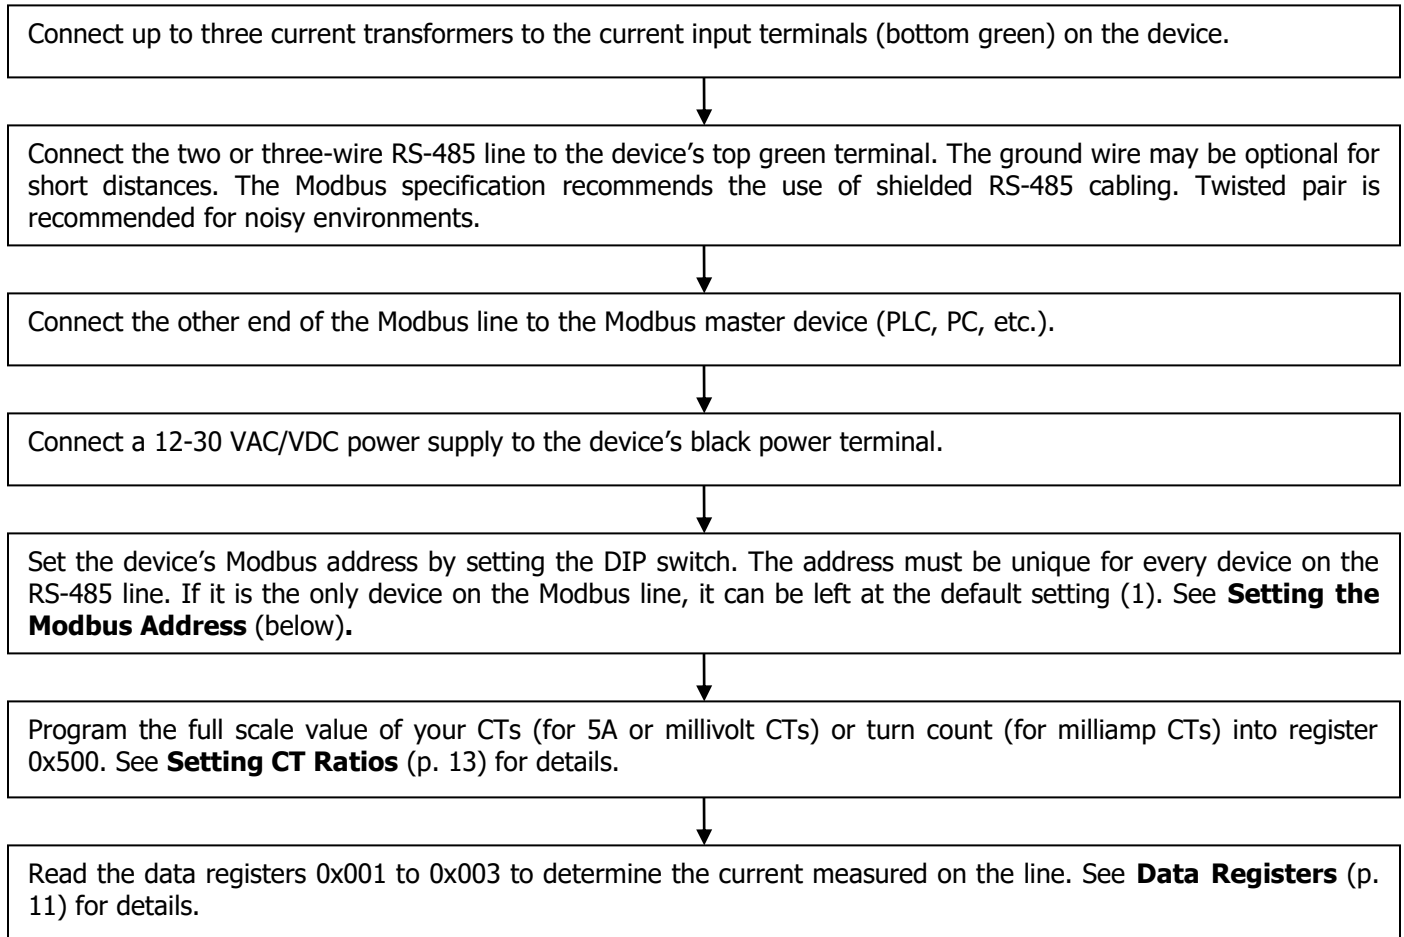 Connect up to three current transformers to the current input terminals (bottom green) on the device.
Connect the two or three-wire RS-485 line to the device’s top green terminal. The ground wire may be optional for
short distances. The Modbus specification recommends the use of shielded RS-485 cabling. Twisted pair is
recommended for noisy environments.
Connect the other end of the Modbus line to the Modbus master device (PLC, PC, etc.).
Connect a 12-30 VAC/VDC power supply to the device’s black power terminal.
Set the device’s Modbus address by setting the DIP switch. The address must be unique for every device on the
RS-485 line. If it is the only device on the Modbus line, it can be left at the default setting (1). See Setting the
Modbus Address (below).
Program the full scale value of your CTs (for 5A or millivolt CTs) or turn count (for milliamp CTs) into register
0x500. See Setting CT Ratios (p. 13) for details.
Read the data registers 0x001 to 0x003 to determine the current measured on the line. See Data Registers (p.
11) for details.